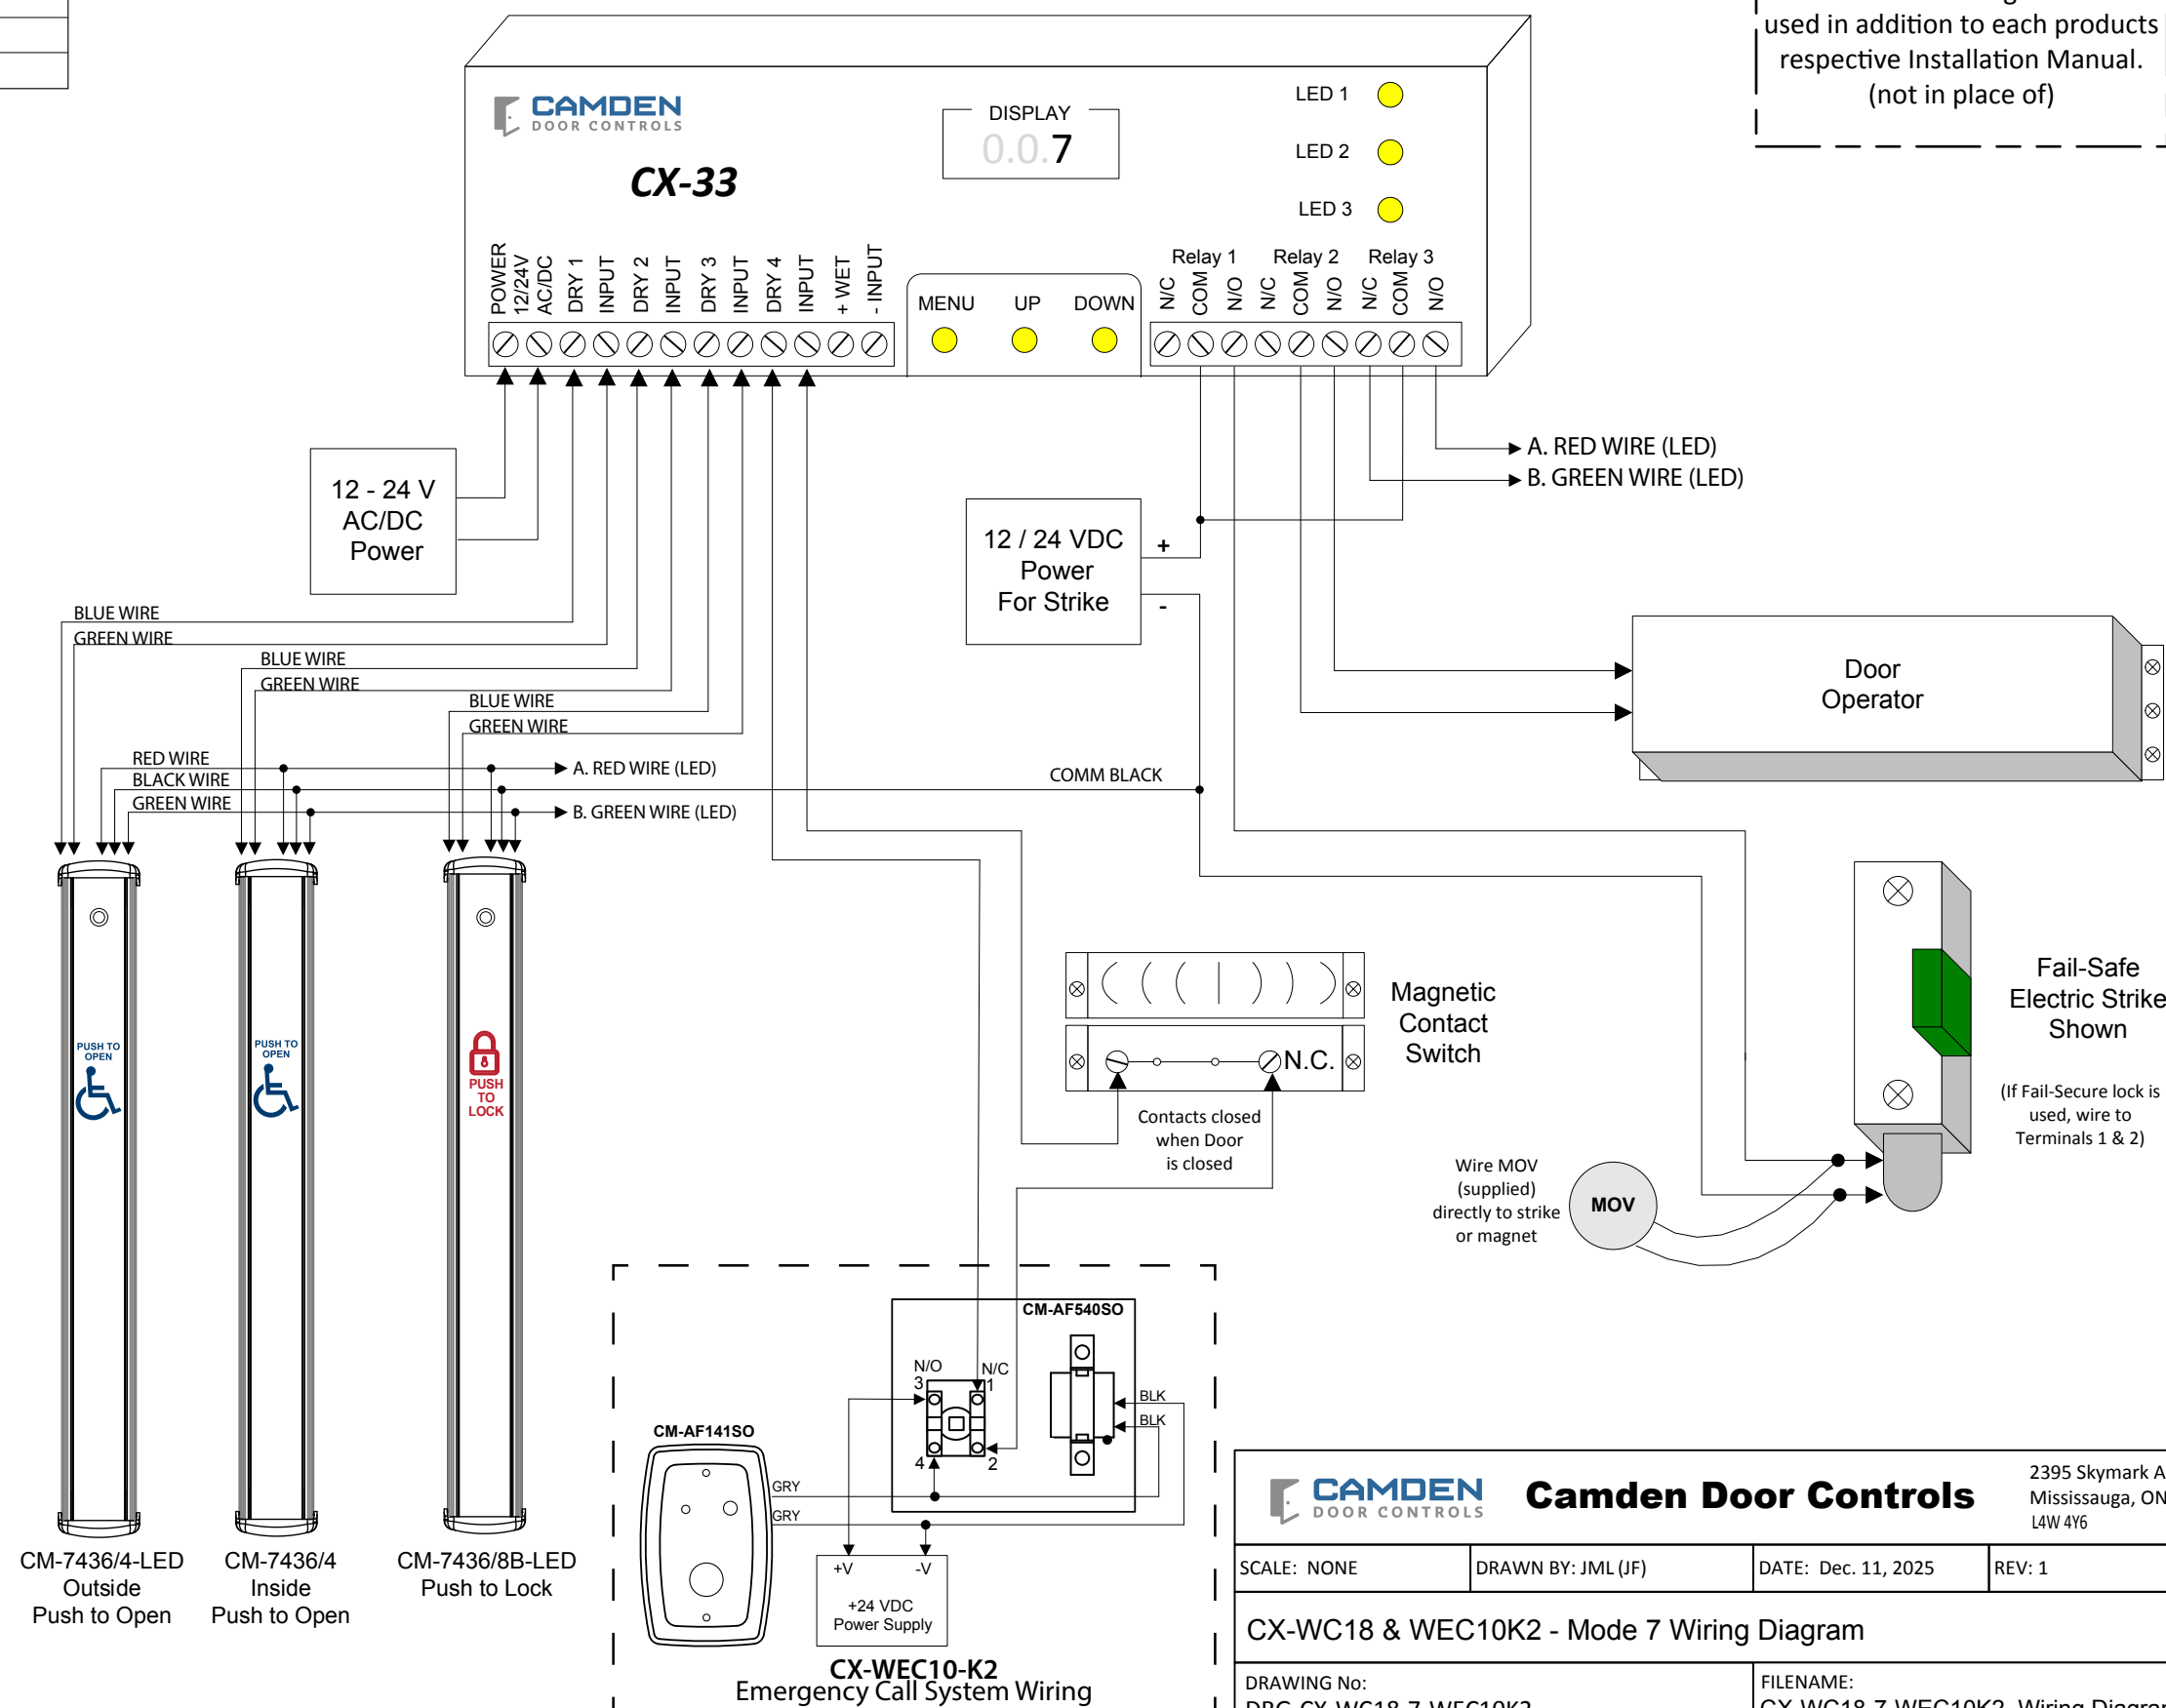 used in addition to each products
respective Installation Manual.
(not in place of)
CAMDEN
DOOR CONTROLS
CX-33
DISPLAY
0.0.7
LED 1
LED 2
LED 3
POWER
12/24V
AC/DC
DRY 1
INPUT
DRY 2
INPUT
DRY 3
INPUT
DRY 4
INPUT
+ WET
- INPUT
MENU
UP
DOWN
Relay 1
Relay 2
Relay 3
N/C
COM
N/O
N/C
COM
N/O
N/C
COM
N/O
A. RED WIRE (LED)
B. GREEN WIRE (LED)
12 - 24 V
AC/DC
Power
12 / 24 VDC
Power
For Strike
+
-
BLUE WIRE
GREEN WIRE
BLUE WIRE
GREEN WIRE
BLUE WIRE
GREEN WIRE
RED WIRE
BLACK WIRE
GREEN WIRE
A. RED WIRE (LED)
B. GREEN WIRE (LED)
COMM BLACK
Door
Operator
PUSH TO
OPEN
PUSH TO
OPEN
PUSH
TO
LOCK
Magnetic
Contact
Switch
N.C.
Contacts closed
when Door
is closed
Fail-Safe
Electric Strike
Shown
(If Fail-Secure lock is
used, wire to
Terminals 1 & 2)
Wire MOV
(supplied)
directly to strike
or magnet
MOV
CM-AF540SO
N/O
3
N/C
1
4
2
BLK
BLK
CM-AF141SO
GRY
GRY
+V
-V
+24 VDC
Power Supply
CX-WEC10-K2
Emergency Call System Wiring
CM-7436/4-LED
Outside
Push to Open
CM-7436/4
Inside
Push to Open
CM-7436/8B-LED
Push to Lock
CAMDEN
DOOR CONTROLS
Camden Door Controls
2395 Skymark A
Mississauga, ON
L4W 4Y6
SCALE: NONE
DRAWN BY: JML (JF)
DATE: Dec. 11, 2025
REV: 1
CX-WC18 & WEC10K2 - Mode 7 Wiring Diagram
DRAWING No:
DRG-CX-WC18-7-WEC10K2
FILENAME:
CX-WC18-7-WEC10K2_Wiring Diagra